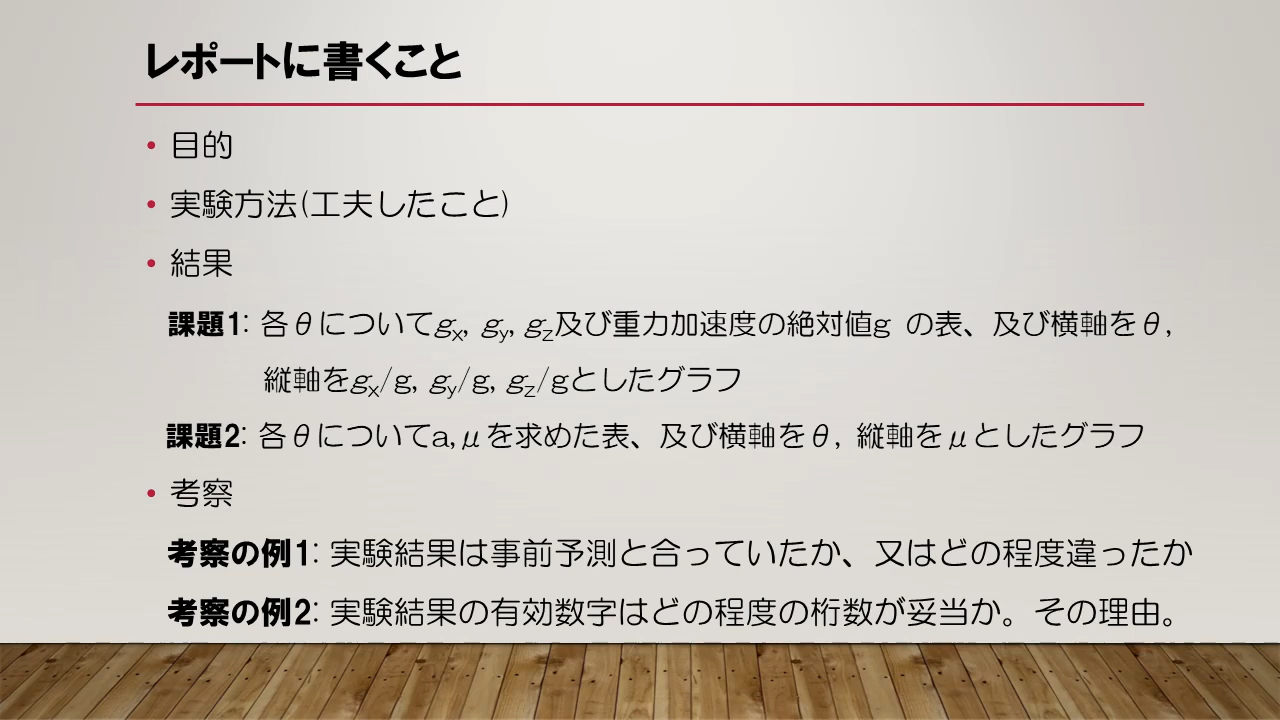 レポートに書くこと
• 目的
• 実験方法(工夫したこと)
• 結果
課題1: 各θについてgx, gy, gz及び重力加速度の絶対値g の表、及び横軸をθ,
縦軸をgx/g, gy/g, gz/gとしたグラフ
課題2: 各θについてa,μを求めた表、及び横軸をθ, 縦軸をμとしたグラフ
• 考察
考察の例1: 実験結果は事前予測と合っていたか、又はどの程度違ったか
考察の例2: 実験結果の有効数字はどの程度の桁数が妥当か。その理由。